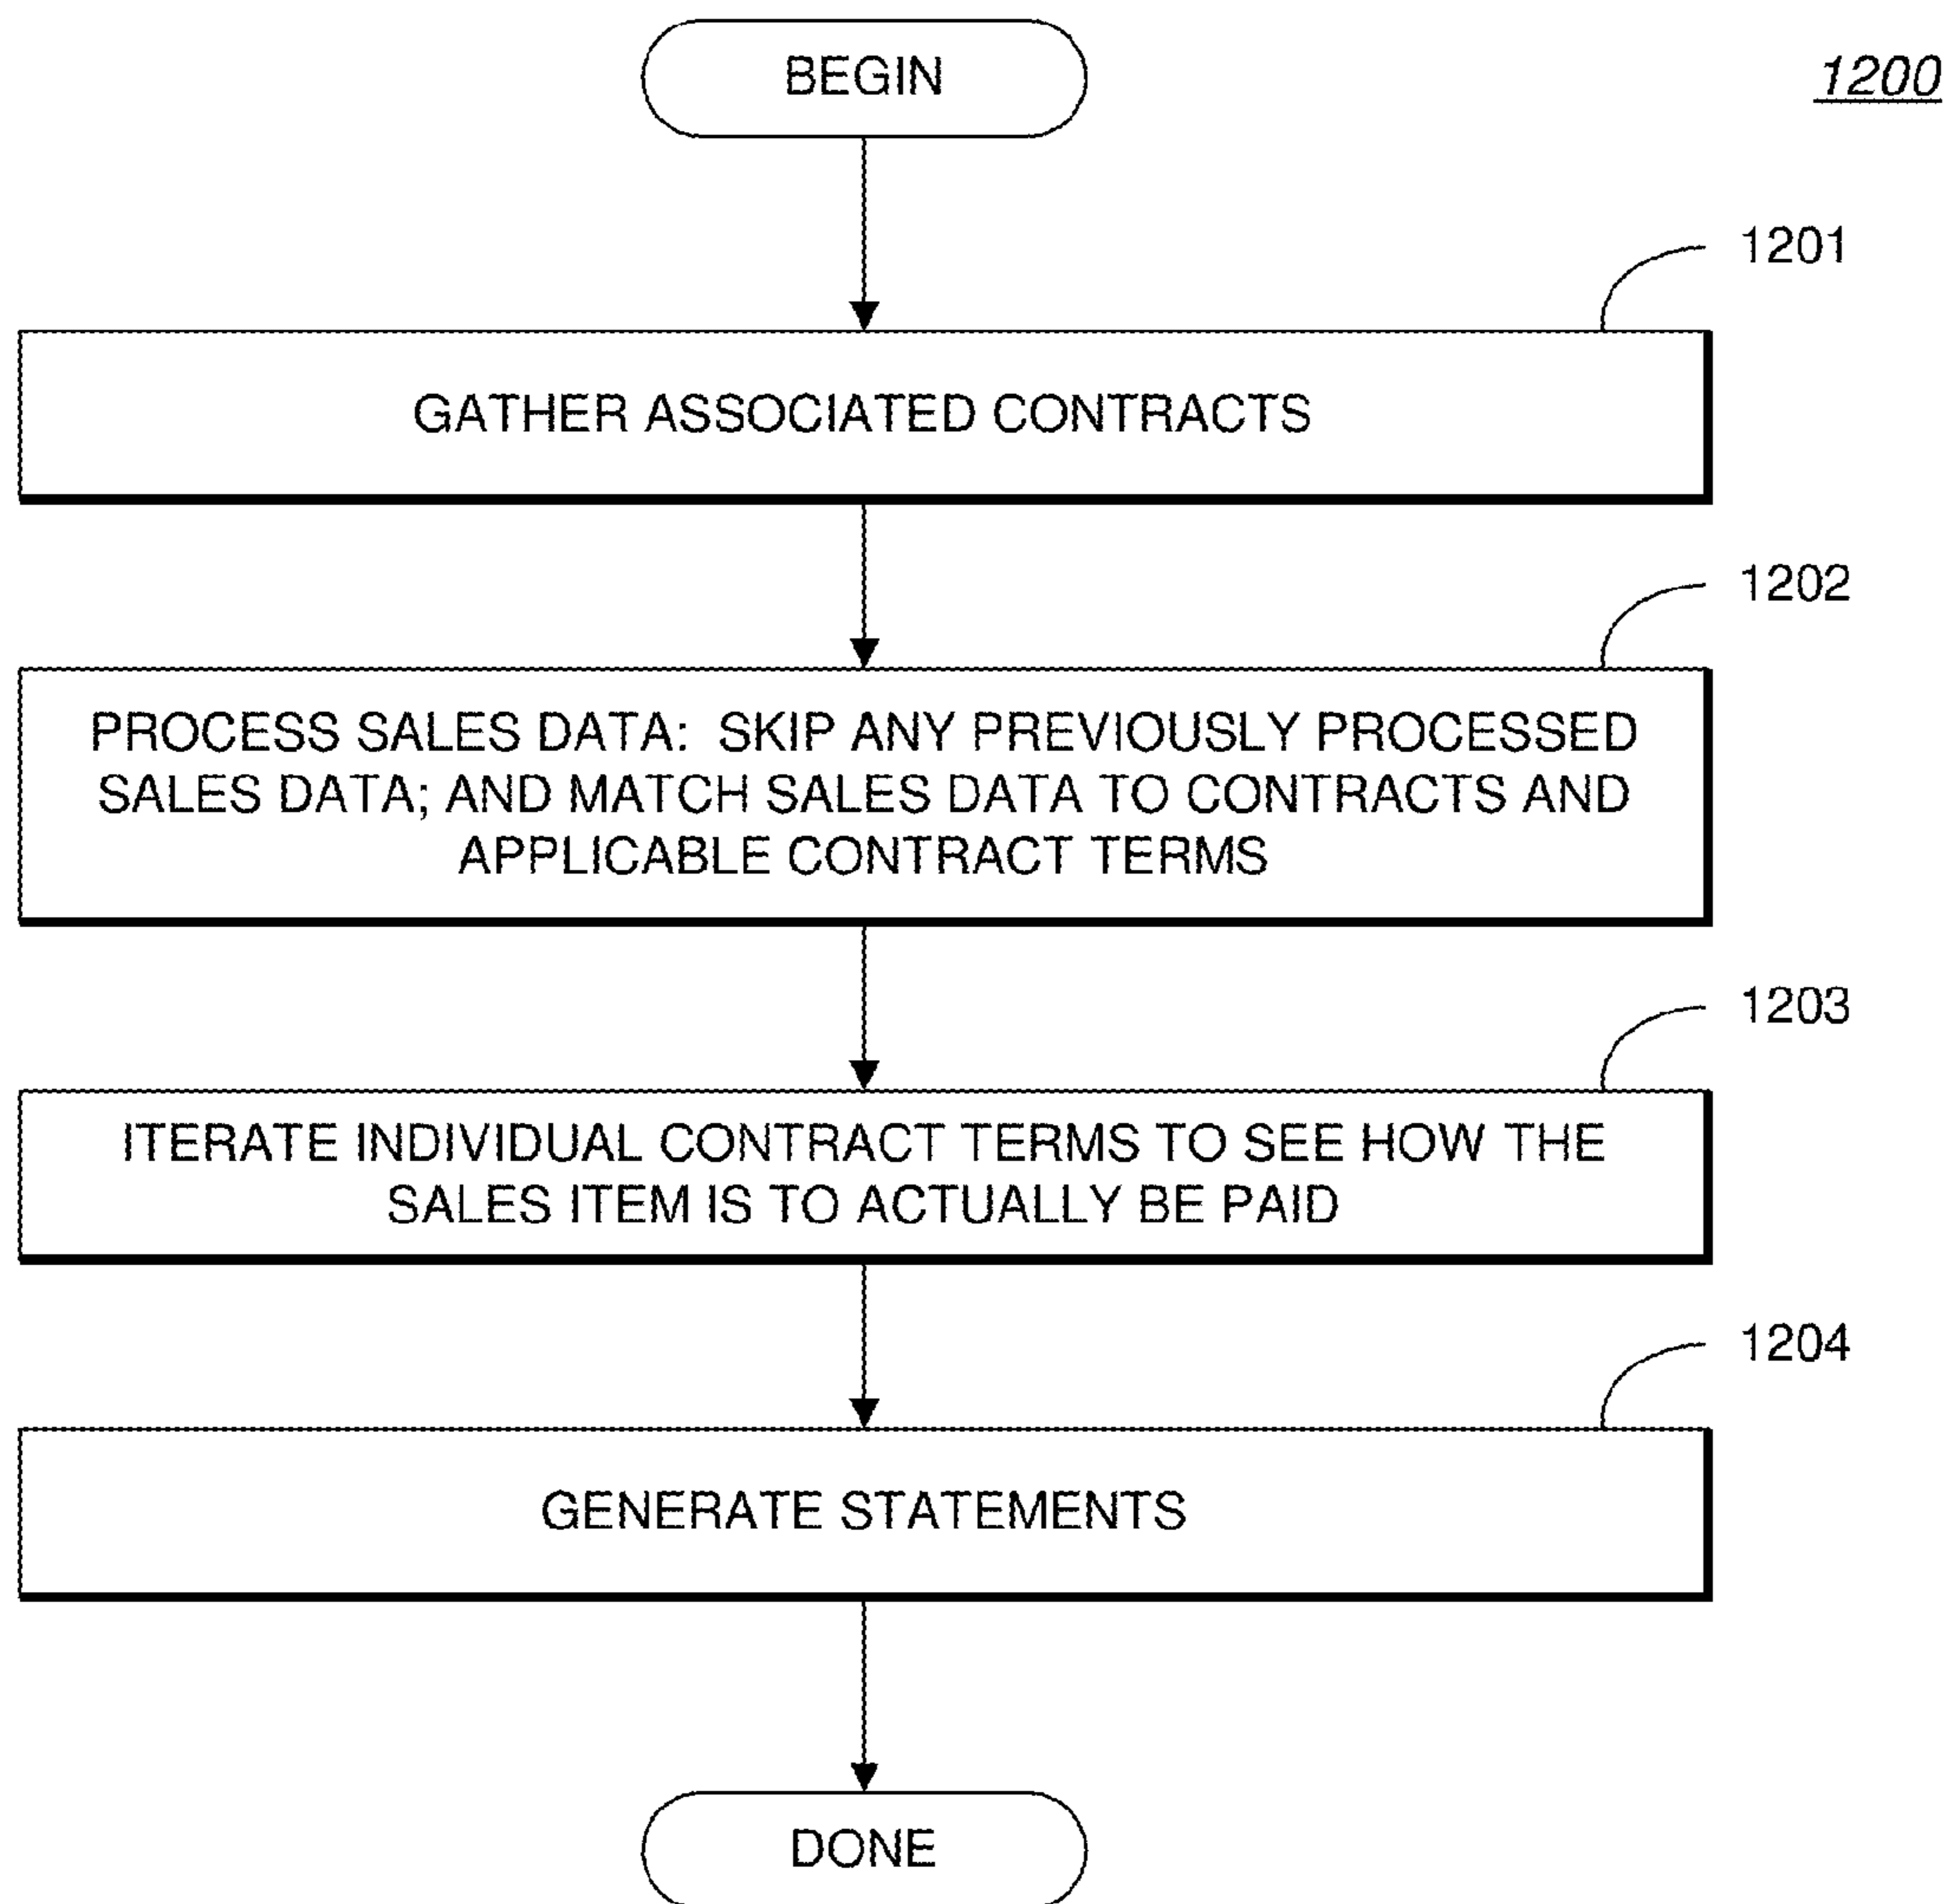 BEGIN
1200
1201
GATHER ASSOCIATED CONTRACTS
1202
PROCESS SALES DATA: SKIP ANY PREVIOUSLY PROCESSED
SALES DATA; AND MATCH SALES DATA TO CONTRACTS AND
APPLICABLE CONTRACT TERMS
1203
ITERATE INDIVIDUAL CONTRACT TERMS TO SEE HOW THE
SALES ITEM IS TO ACTUALLY BE PAID
1204
GENERATE STATEMENTS
DONE